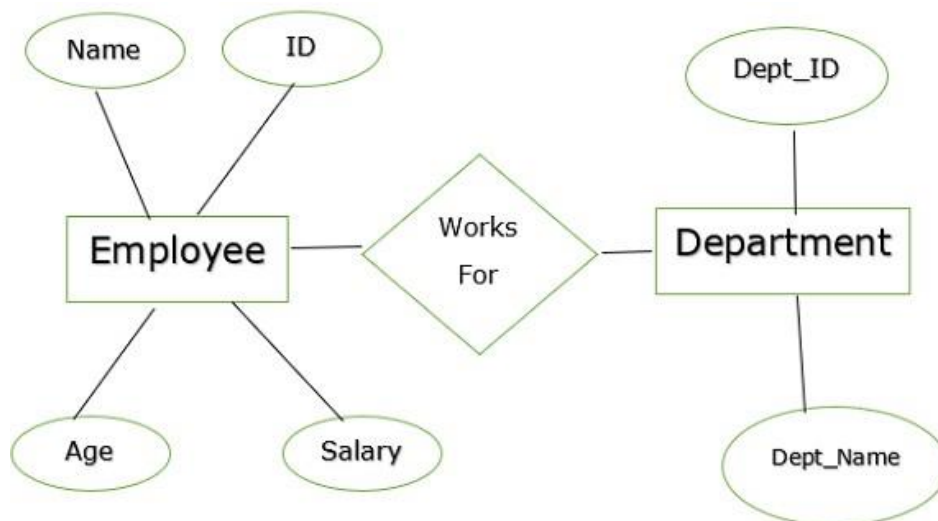 Name
ID
Dept_ID
Employee
Works
For
Department
Age
Salary
Dept_Name